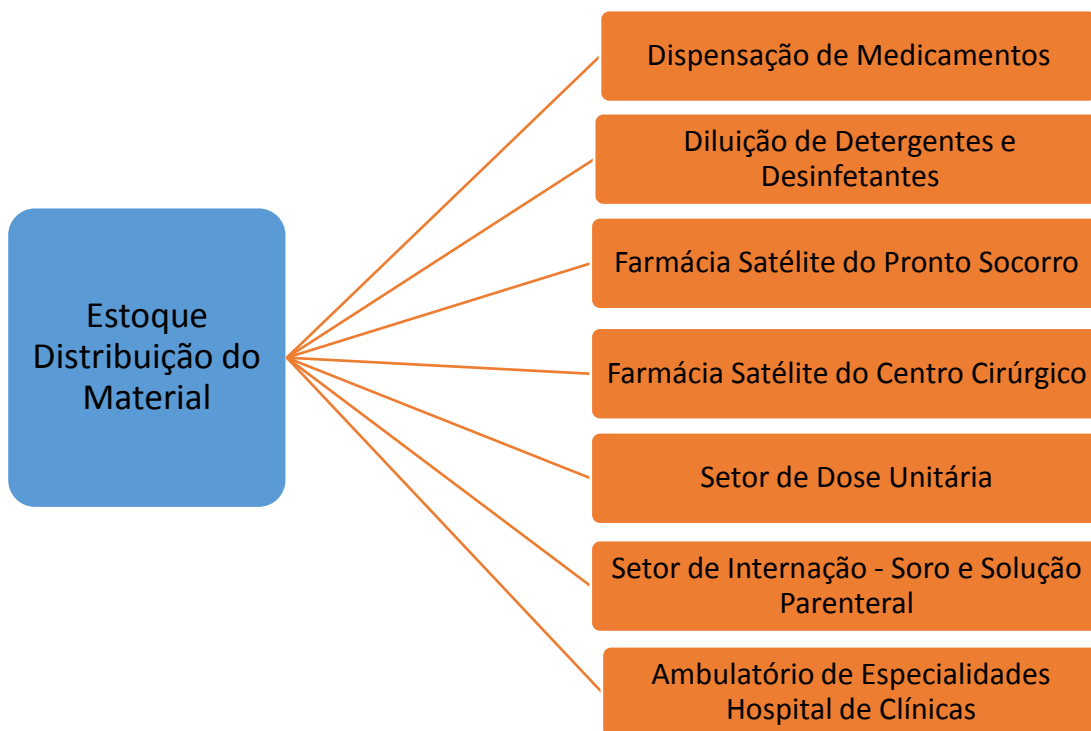 Estoque
Distribuição do
Material
Dispensação de Medicamentos
Diluição de Detergentes e
Desinfetantes
Farmácia Satélite do Pronto Socorro
Farmácia Satélite do Centro Cirúrgico
Setor de Dose Unitária
Setor de Internação - Soro e Solução
Parenteral
Ambulatório de Especialidades
Hospital de Clínicas